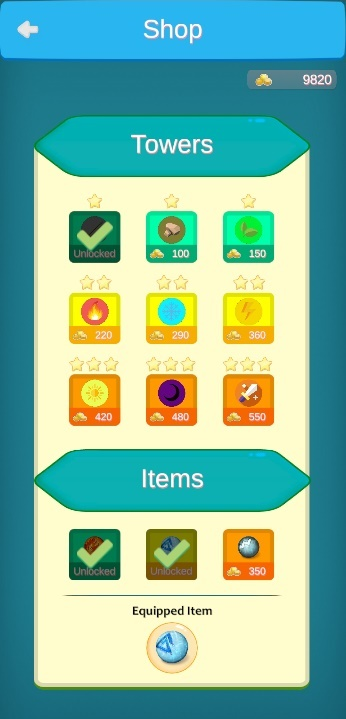 Shop
9820
Towers
Unlocked 100 150
220 290 360
420 480 550
Items
Unlocked Unlocked 350
Equipped Item